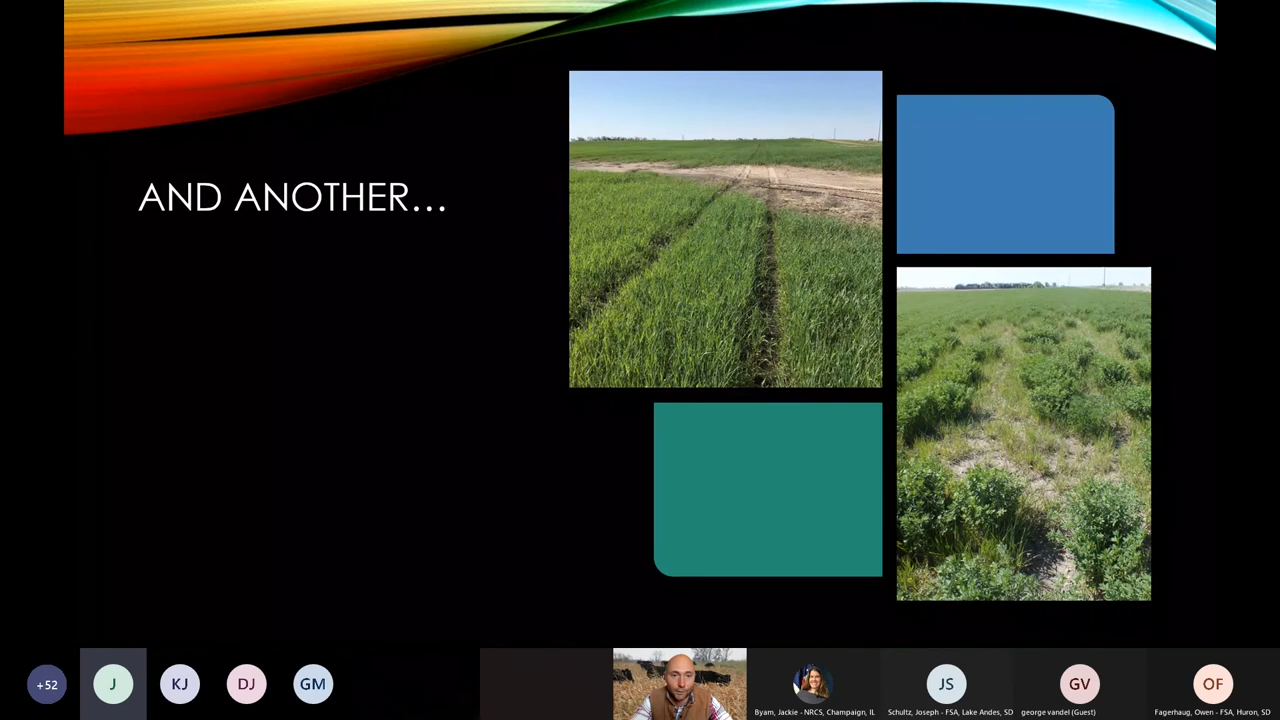 AND ANOTHER...
+52
J
KJ
DJ
GM
JS
GV
OF
Byam, Jackie - NRCS, Champaign, IL
Schultz, Joseph - FSA, Lake Andes, SD
george vandel (Guest)
Fagerhaug, Owen - FSA, Huron, SD